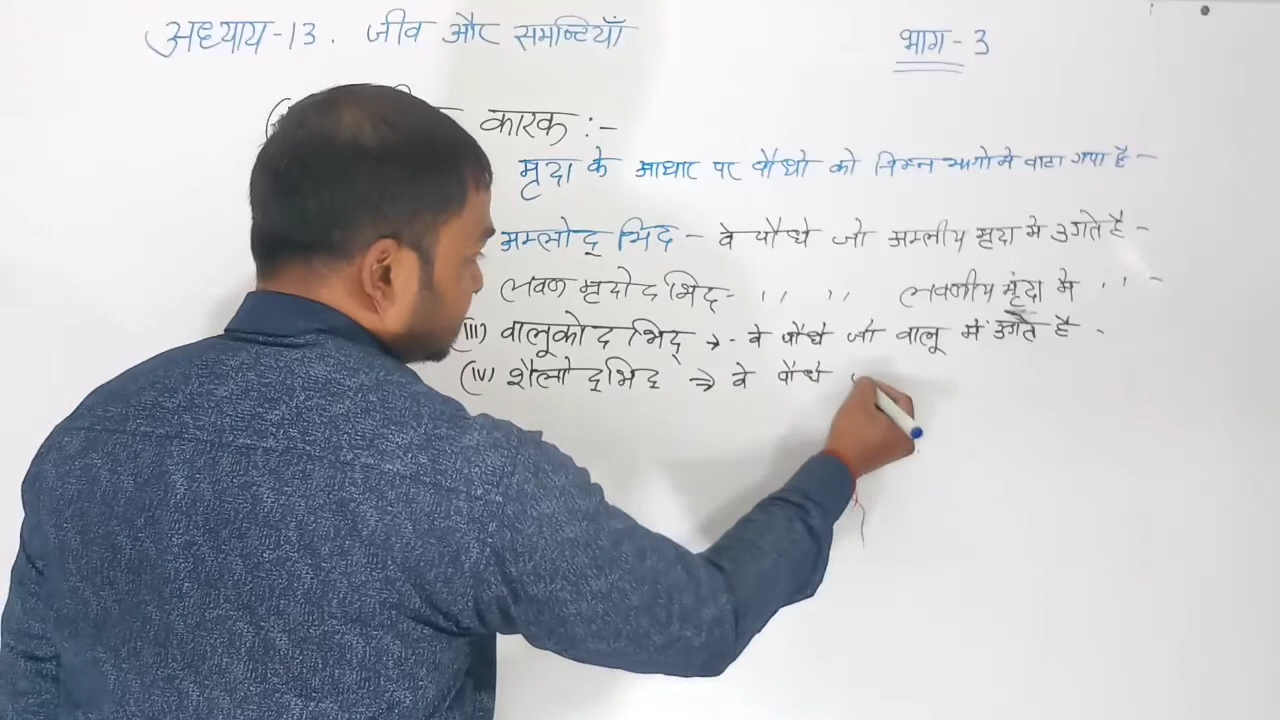 अध्याय-13. जीव और समष्टियाँ
भाग-3
कारक :-
मृदा के आधार पर पौधो को निम्न भागो मे बाटा गया है -
अम्लोद् भिद - वे पौधे जो अम्लीय मृदा मे उगते है -
लवण मृदोद भिद् - ,, ,, लवणीय मृंदा मे ,, -
(iii) वालुकोद भिद् → - वे पौधे जो वालू में उगते है -
(iv) शैलोद्भिद् → वे पौधे